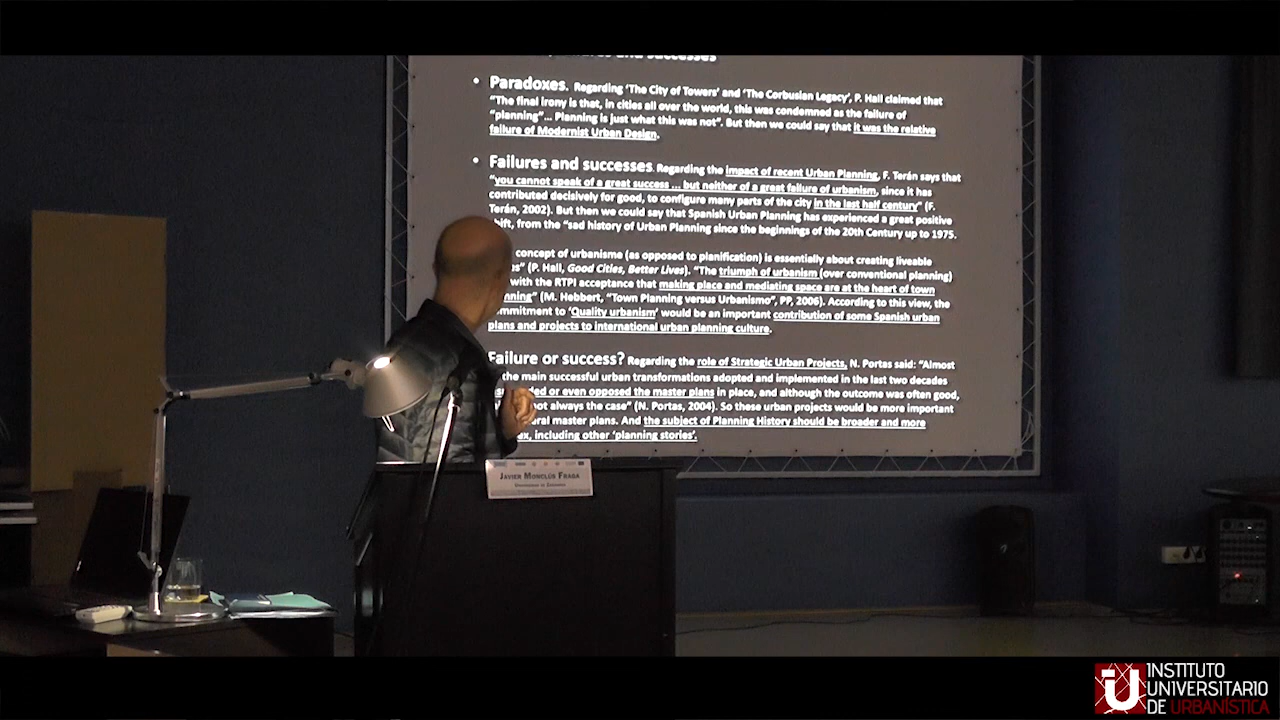 and successes
• Paradoxes. Regarding 'The City of Towers' and 'The Corbusian Legacy', P. Hall claimed that
"The final irony is that, in cities all over the world, this was condemned as the failure of
"planning"... Planning is just what this was not". But then we could say that it was the relative
failure of Modernist Urban Design.
• Failures and successes. Regarding the impact of recent Urban Planning, F. Terán says that
"you cannot speak of a great success ... but neither of a great failure of urbanism, since it has
contributed decisively for good, to configure many parts of the city in the last half century" (F.
Terán, 2002). But then we could say that Spanish Urban Planning has experienced a great positive
shift, from the "sad history of Urban Planning since the beginnings of the 20th Century up to 1975.
concept of urbanisme (as opposed to planification) is essentially about creating liveable
(P. Hall, Good Cities, Better Lives). "The triumph of urbanism (over conventional planning)
with the RTPI acceptance that making place and mediating space are at the heart of town
(M. Hebbert, "Town Planning versus Urbanismo", PP, 2006). According to this view, the
'Quality urbanism' would be an important contribution of some Spanish urban
plans and projects to international urban planning culture.
Failure or success? Regarding the role of Strategic Urban Projects, N. Portas said: "Almost
the main successful urban transformations adopted and implemented in the last two decades
or even opposed the master plans in place, and although the outcome was often good,
not always the case" (N. Portas, 2004). So these urban projects would be more important
master plans. And the subject of Planning History should be broader and more
including other 'planning stories'.
JAVIER MONCLÚS FRAGA
UNIVERSIDAD DE ZARAGOZA
INSTITUTO
UNIVERSITARIO
DE URBANÍSTICA